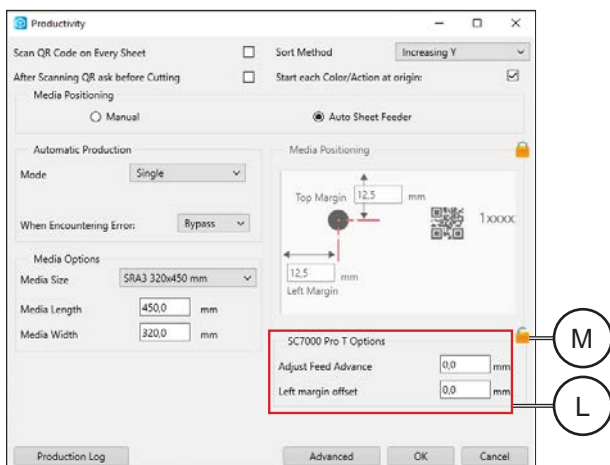 Productivity
Scan QR Code on Every Sheet
Sort Method Increasing Y
After Scanning QR ask before Cutting
Start each Color/Action at origin:
Media Positioning
Manual
Auto Sheet Feeder
Automatic Production
Mode Single
When Encountering Error: Bypass
Media Options
Media Size SRA3 320x450 mm
Media Length 450,0 mm
Media Width 320,0 mm
Media Positioning
Top Margin 12,5 mm
1xxxx
12,5 mm
Left Margin
SC7000 Pro T Options
Adjust Feed Advance 0,0 mm
Left margin offset 0,0 mm
M
L
Production Log
Advanced
OK
Cancel